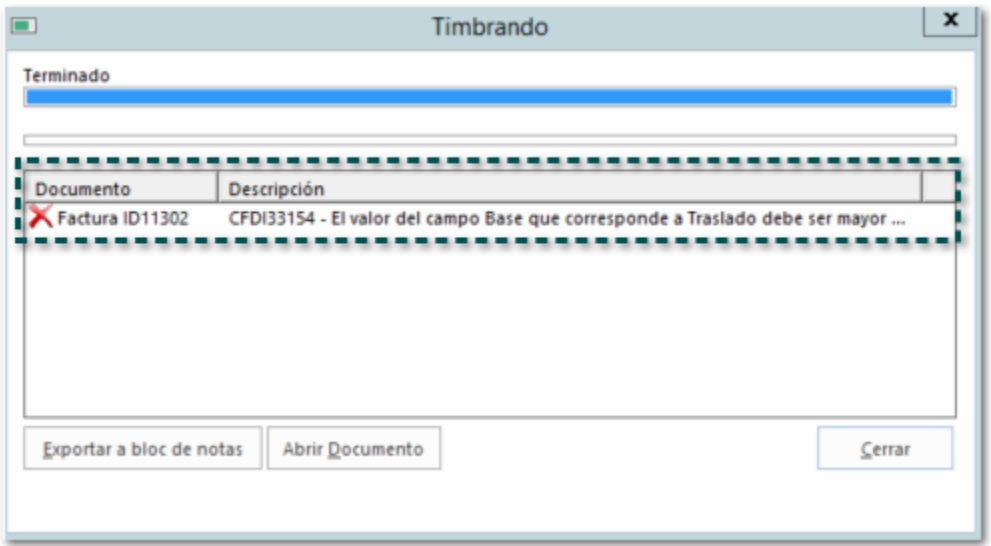 Timbrando
x
Terminado
Documento Descripción
Factura ID11302 CFDI33154 - El valor del campo Base que corresponde a Traslado debe ser mayor ...
Exportar a bloc de notas Abrir Documento Cerrar